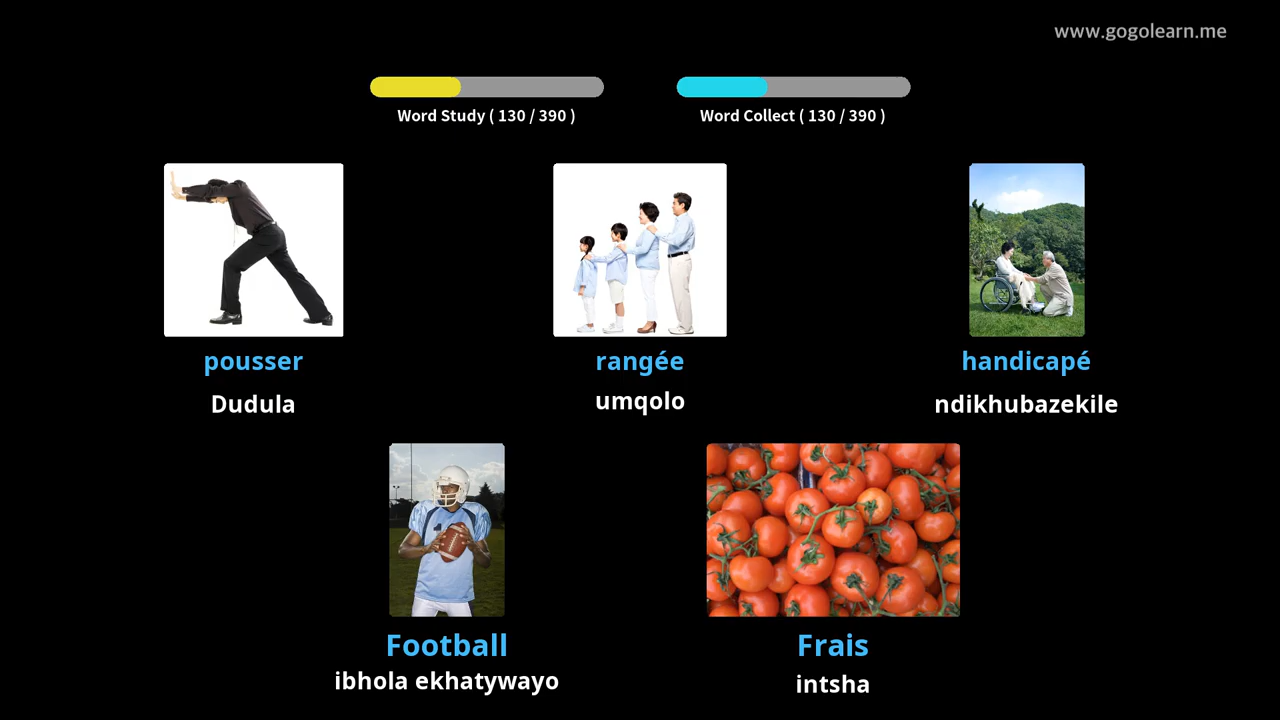 www.gogolearn.me
Word Study ( 130 / 390 )
Word Collect ( 130 / 390 )
pousser
rangée
handicapé
Dudula
umqolo
ndikhubazekile
Football
Frais
ibhola ekhatywayo
intsha